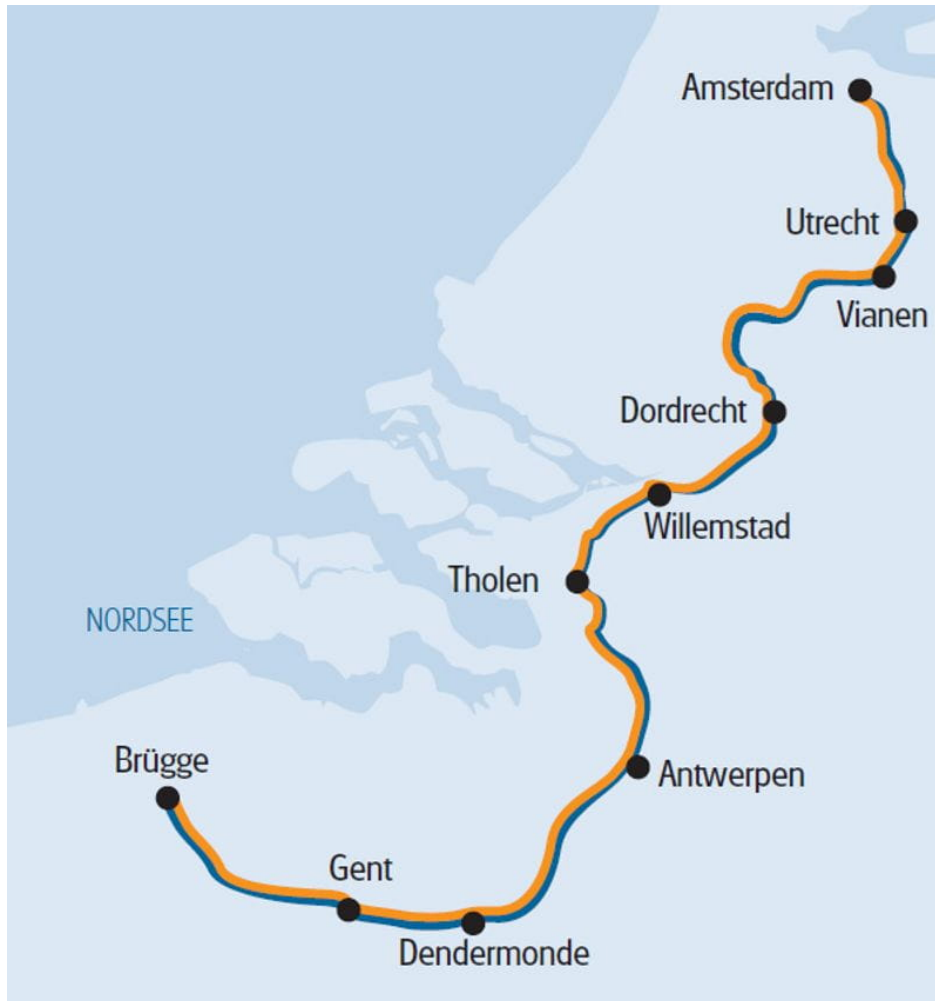 Amsterdam
Utrecht
Vianen
Dordrecht
Willemstad
Tholen
NORDSEE
Brügge
Antwerpen
Gent
Dendermonde